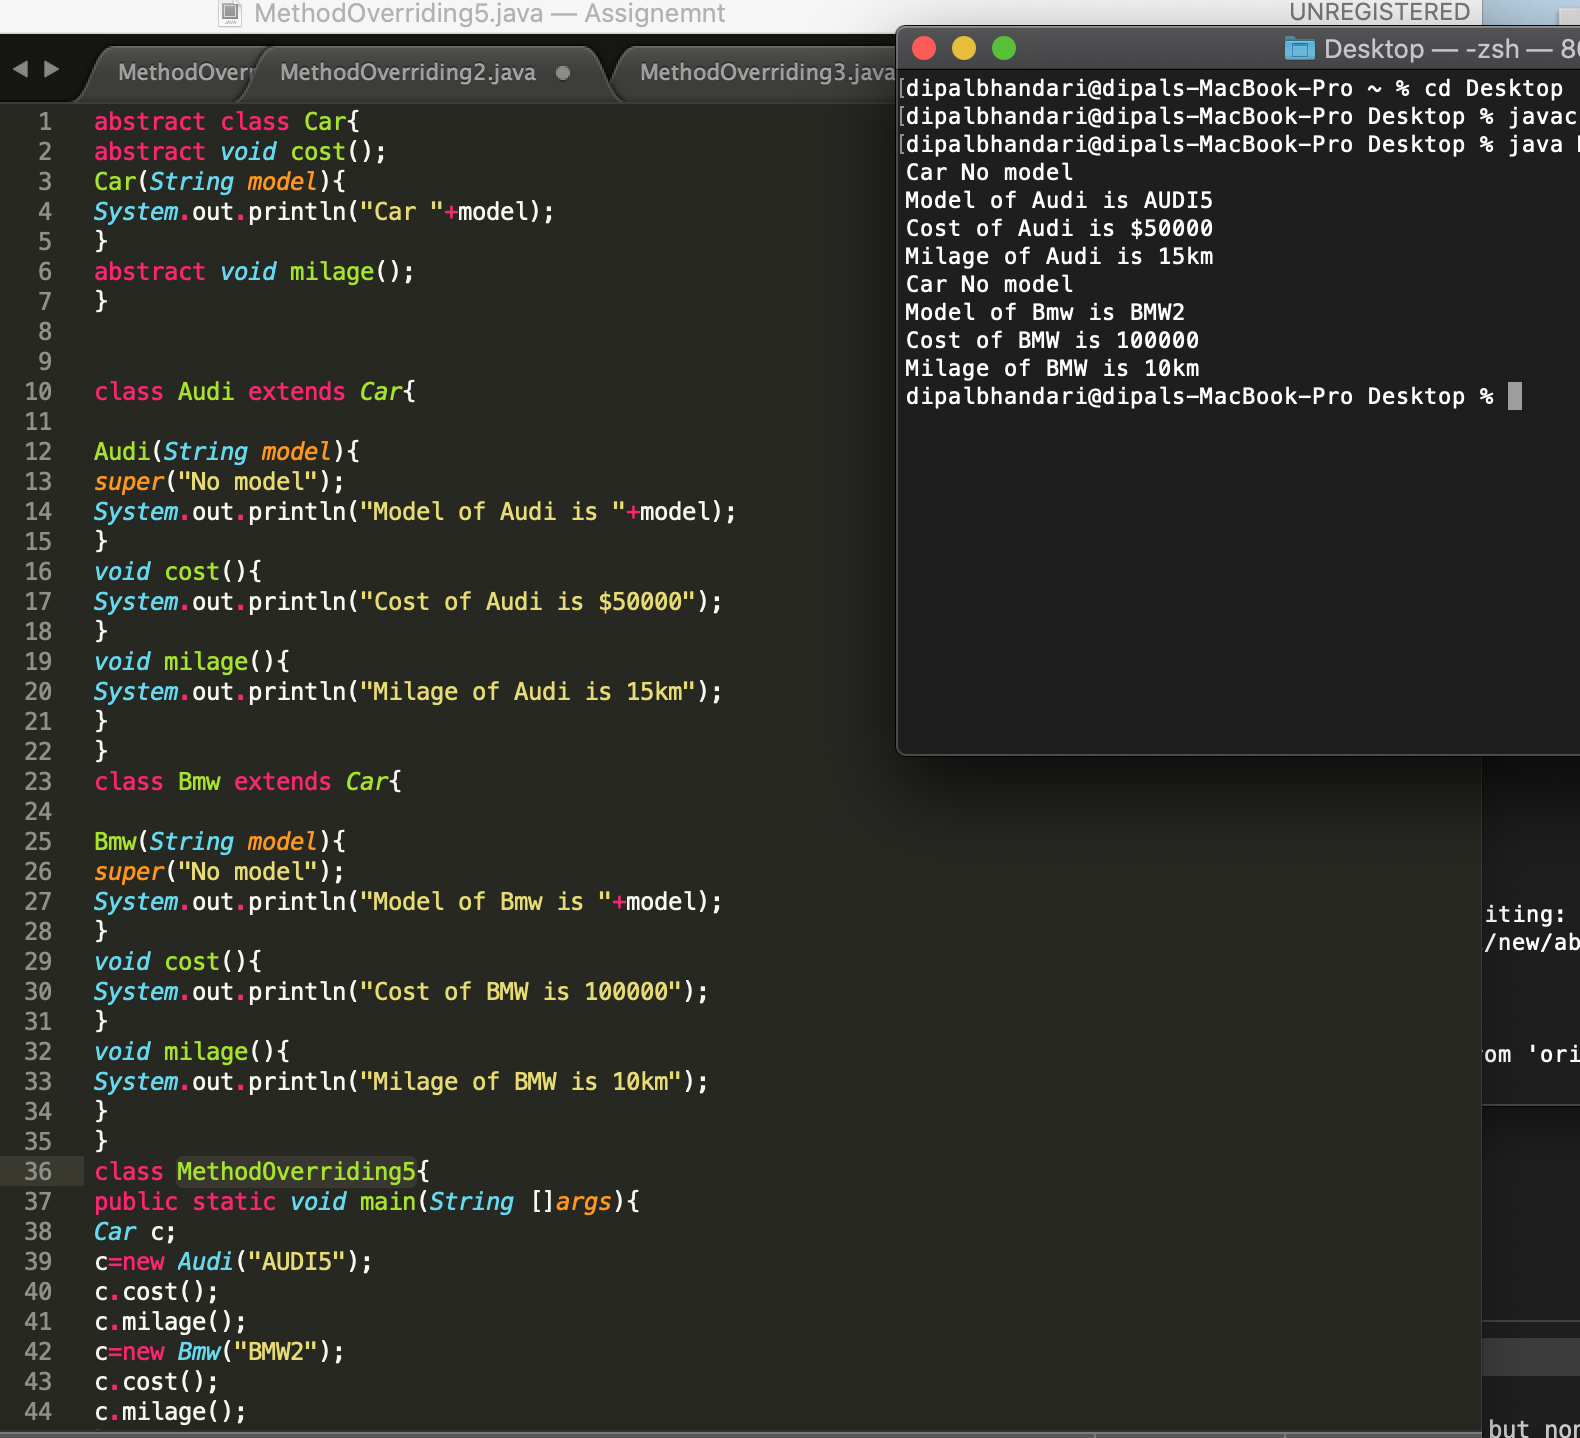 MethodOverriding5.java — Assignemnt
UNREGISTERED
MethodOverr
MethodOverriding2.java
MethodOverriding3.java
1 abstract class Car{
2 abstract void cost();
3 Car(String model){
4 System.out.println("Car "+model);
5 }
6 abstract void milage();
7 }
8
9
10 class Audi extends Car{
11
12 Audi(String model){
13 super("No model");
14 System.out.println("Model of Audi is "+model);
15 }
16 void cost(){
17 System.out.println("Cost of Audi is $50000");
18 }
19 void milage(){
20 System.out.println("Milage of Audi is 15km");
21 }
22 }
23 class Bmw extends Car{
24
25 Bmw(String model){
26 super("No model");
27 System.out.println("Model of Bmw is "+model);
28 }
29 void cost(){
30 System.out.println("Cost of BMW is 100000");
31 }
32 void milage(){
33 System.out.println("Milage of BMW is 10km");
34 }
35 }
36 class MethodOverriding5{
37 public static void main(String []args){
38 Car c;
39 c=new Audi("AUDI5");
40 c.cost();
41 c.milage();
42 c=new Bmw("BMW2");
43 c.cost();
44 c.milage();
Desktop — -zsh — 80
[dipalbhandari@dipals-MacBook-Pro ~ % cd Desktop
[dipalbhandari@dipals-MacBook-Pro Desktop % javac
[dipalbhandari@dipals-MacBook-Pro Desktop % java
Car No model
Model of Audi is AUDI5
Cost of Audi is $50000
Milage of Audi is 15km
Car No model
Model of Bmw is BMW2
Cost of BMW is 100000
Milage of BMW is 10km
dipalbhandari@dipals-MacBook-Pro Desktop %
iting:
/new/ab
om 'ori
but non